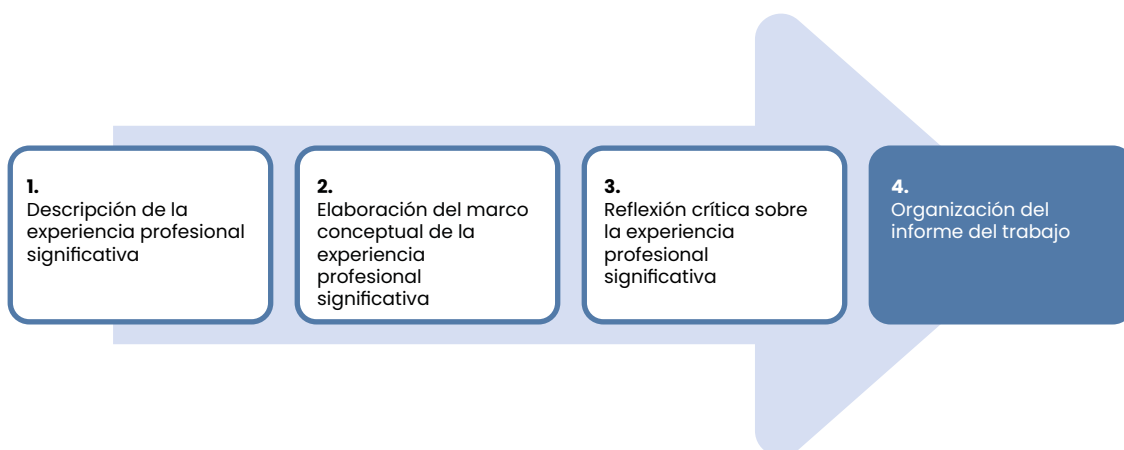 1.
Descripción de la
experiencia profesional
significativa
2.
Elaboración del marco
conceptual de la
experiencia
profesional
significativa
3.
Reflexión crítica sobre
la experiencia
profesional
significativa
4.
Organización del
informe del trabajo